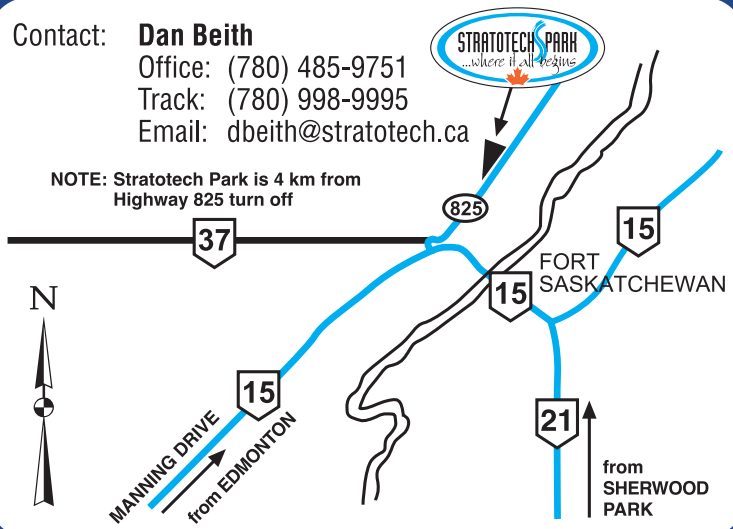 Contact: Dan Beith
Office: (780) 485-9751
Track: (780) 998-9995
Email: dbeith@stratotech.ca
STRATOTECH PARK
...where it all begins
NOTE: Stratotech Park is 4 km from
Highway 825 turn off
825
37
15
FORT
SASKATCHEWAN
15
N
15
21
MANNING DRIVE
from EDMONTON
from
SHERWOOD
PARK